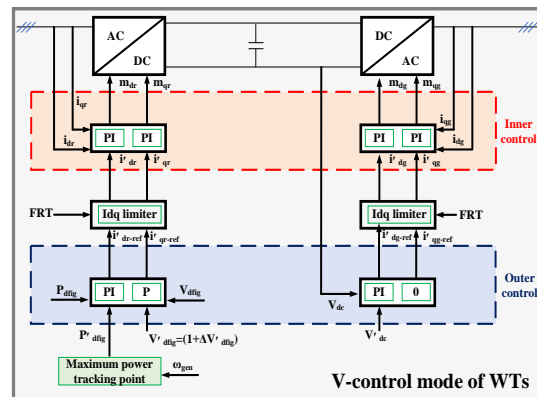 AC
DC
DC
AC
m_dr
m_qr
m_dg
m_qg
i_qr
i_dr
i_qg
i_dg
PI
PI
PI
PI
Inner
control
i'_dr
i'_qr
i'_dg
i'_qg
FRT
Idq limiter
Idq limiter
FRT
i'_dr-ref
i'_qr-ref
i'_dg-ref
i'_qg-ref
P_dfig
PI
P
V_dfig
V_dc
PI
0
Outer
control
P'_dfig
V'_dfig=(1+ΔV'_dfig)
V'_dc
Maximum power
tracking point
ω_gen
V-control mode of WTs